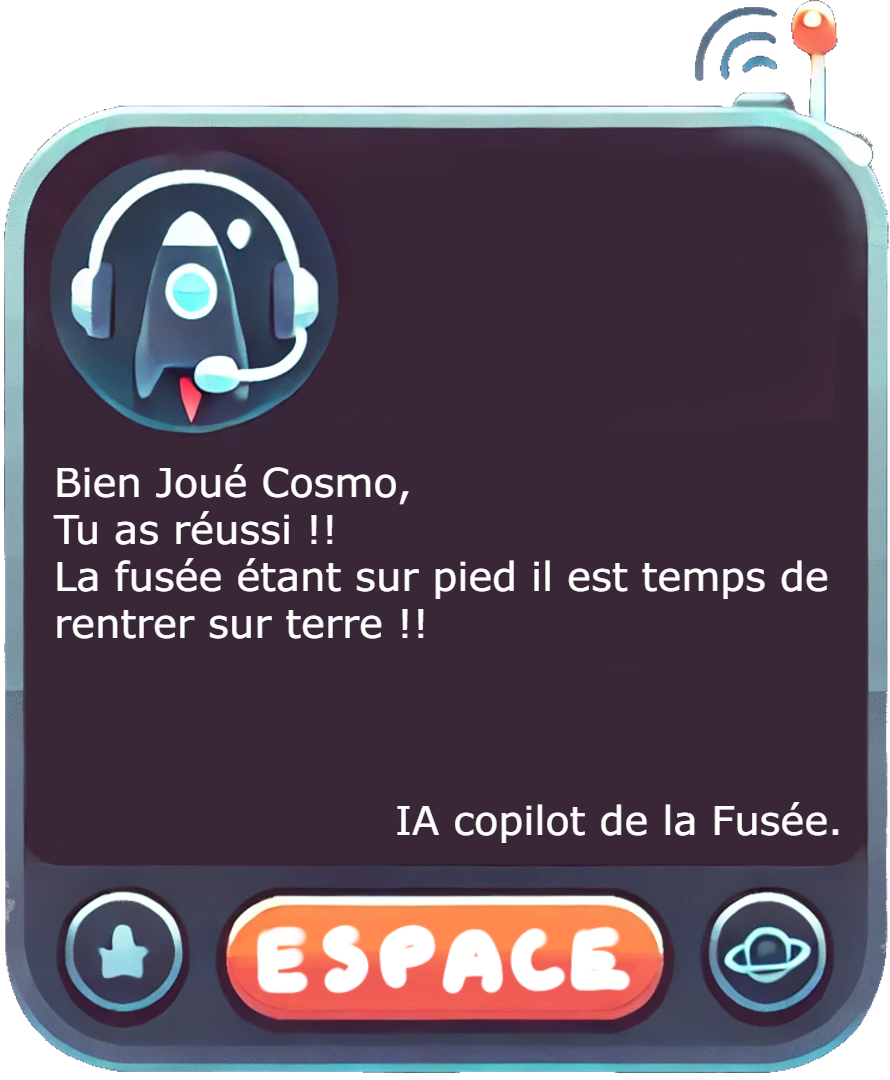 Bien Joué Cosmo,
Tu as réussi !!
La fusée étant sur pied il est temps de
rentrer sur terre !!
IA copilot de la Fusée.
ESPACE